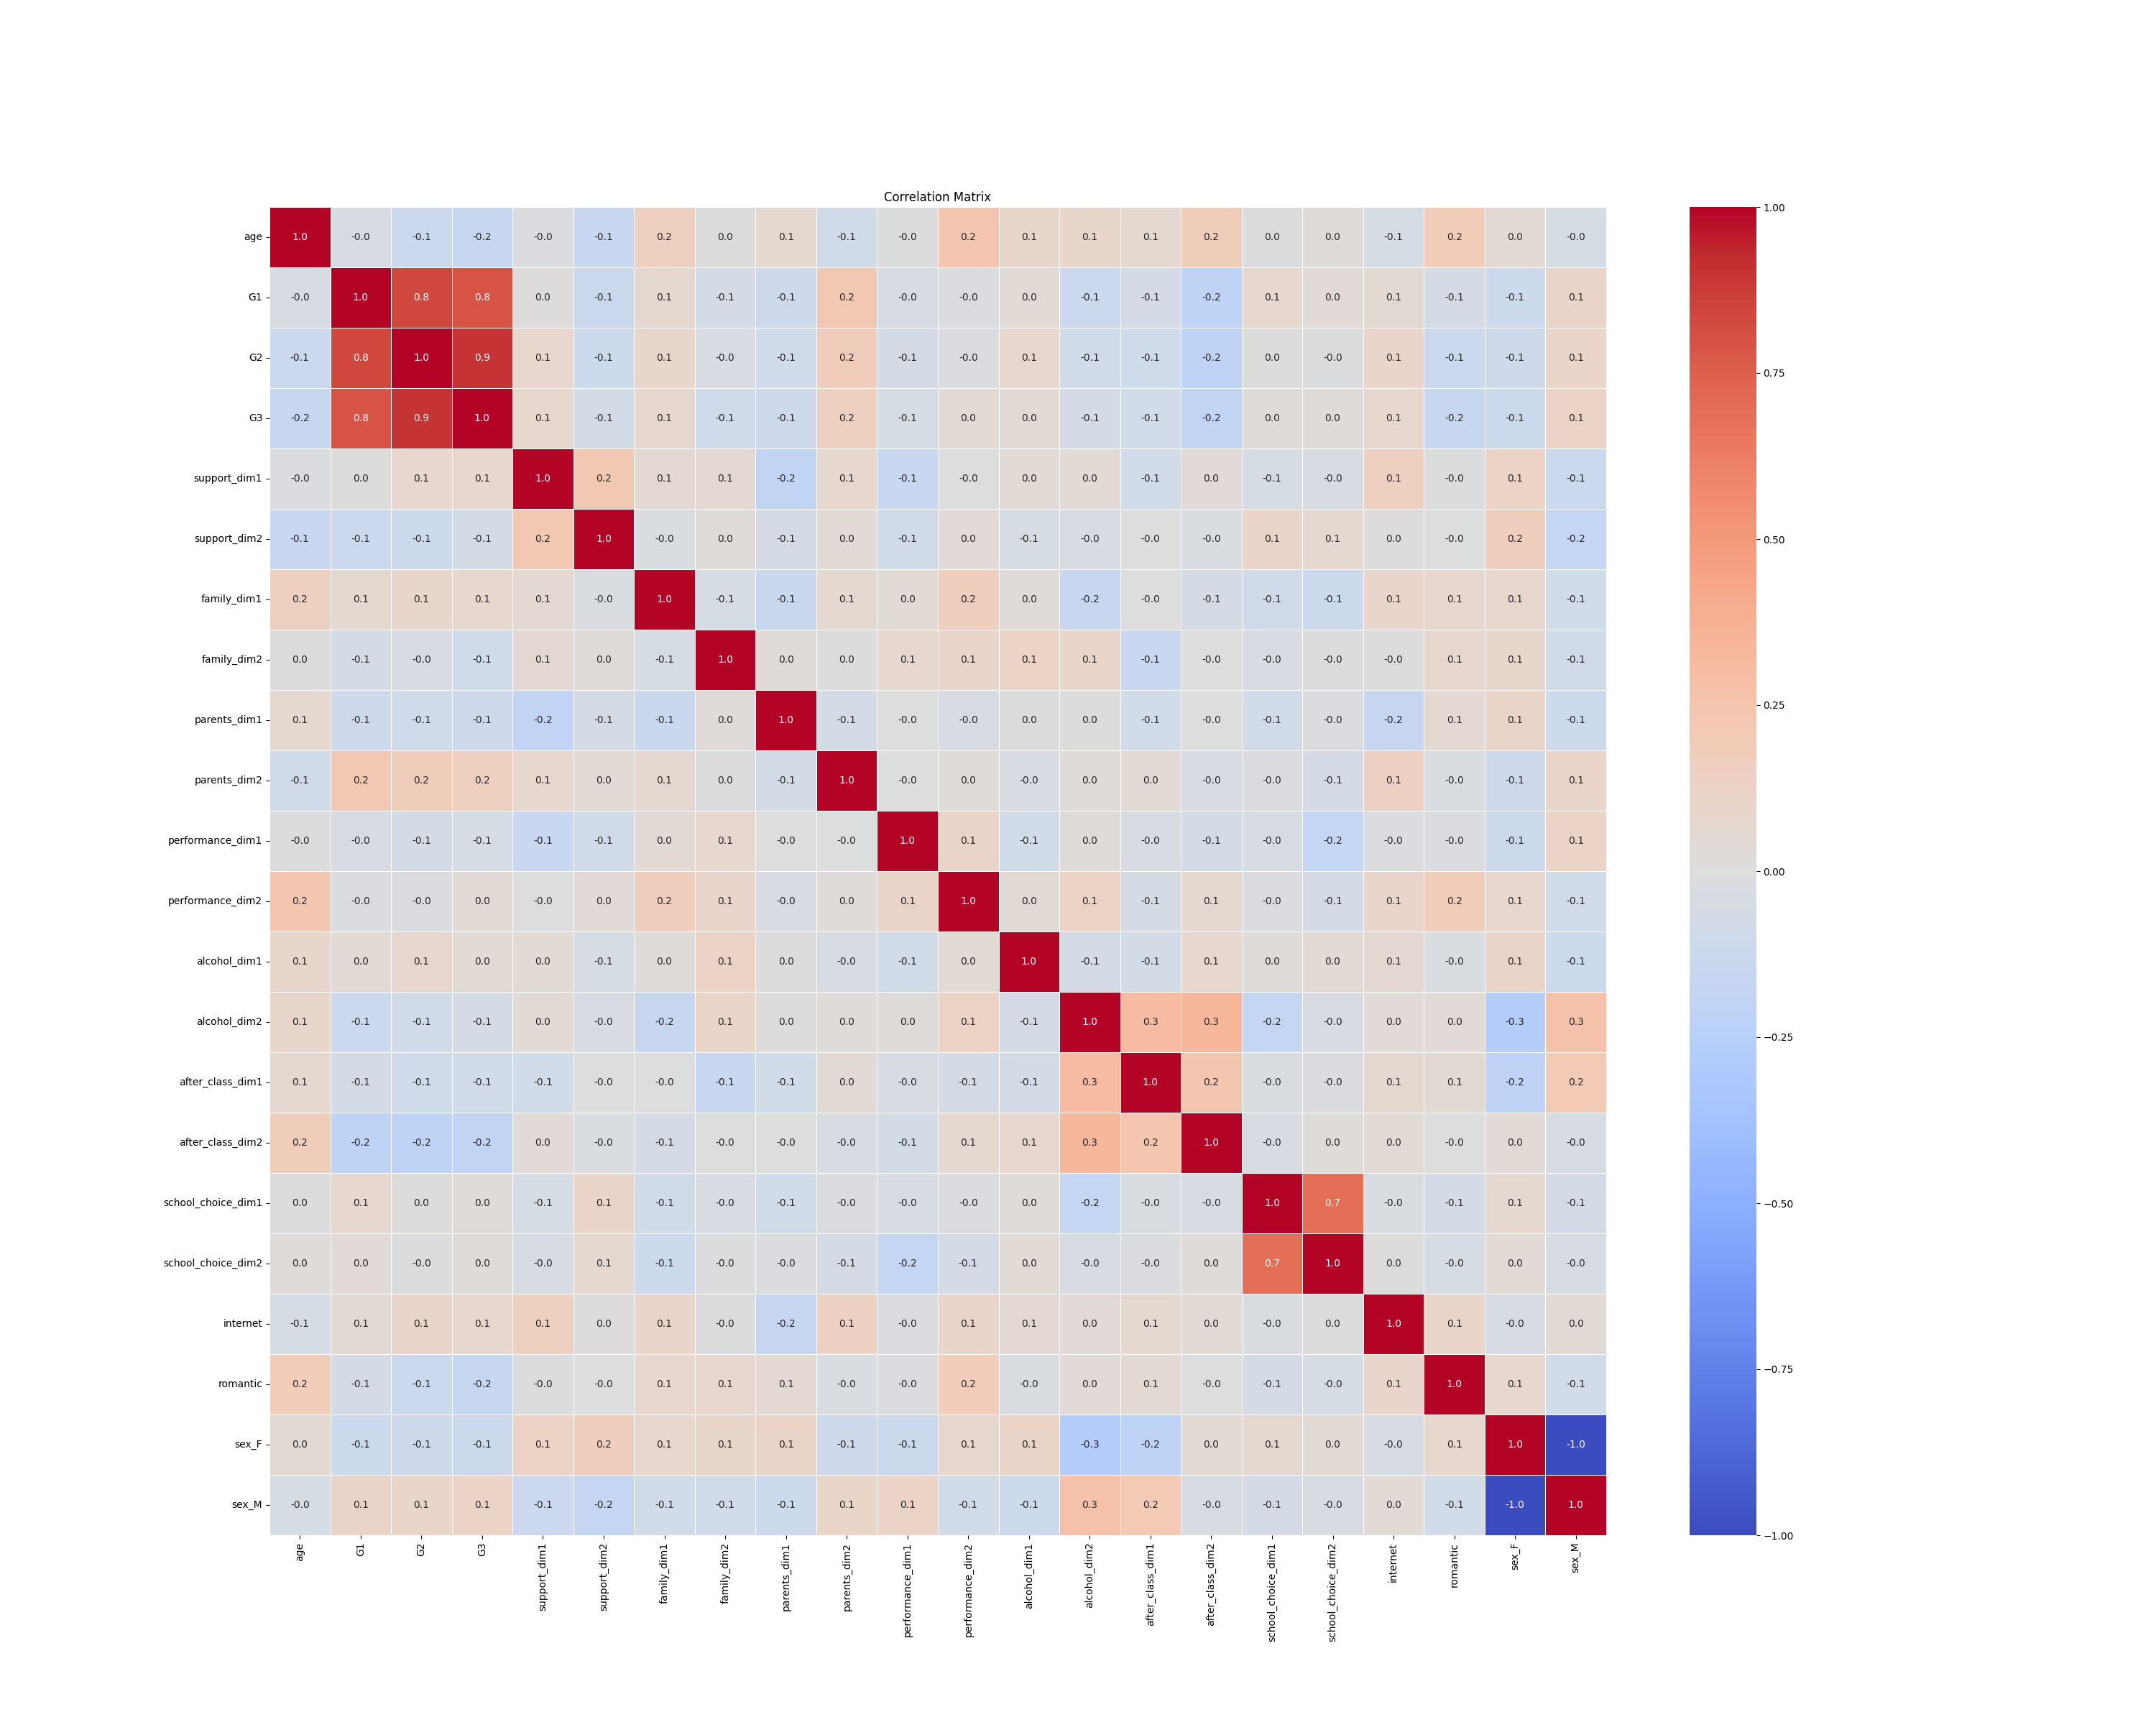 Correlation Matrix
age 1.0 -0.0 -0.1 -0.2 -0.0 -0.1 0.2 0.0 0.1 -0.1 -0.0 0.2 0.1 0.1 0.1 0.2 0.0 0.0 -0.1 0.2 0.0 -0.0
G1 -0.0 1.0 0.8 0.8 0.0 -0.1 0.1 -0.1 -0.1 0.2 -0.0 -0.0 0.0 -0.1 -0.1 -0.2 0.1 0.0 0.1 -0.1 -0.1 0.1
G2 -0.1 0.8 1.0 0.9 0.1 -0.1 0.1 -0.0 -0.1 0.2 -0.1 -0.0 0.1 -0.1 -0.1 -0.2 0.0 -0.0 0.1 -0.1 -0.1 0.1
G3 -0.2 0.8 0.9 1.0 0.1 -0.1 0.1 -0.1 -0.1 0.2 -0.1 0.0 0.0 -0.1 -0.1 -0.2 0.0 0.0 0.1 -0.2 -0.1 0.1
support_dim1 -0.0 0.0 0.1 0.1 1.0 0.2 0.1 0.1 -0.2 0.1 -0.1 -0.0 0.0 0.0 -0.1 0.0 -0.1 -0.0 0.1 -0.0 0.1 -0.1
support_dim2 -0.1 -0.1 -0.1 -0.1 0.2 1.0 -0.0 0.0 -0.1 0.0 -0.1 0.0 -0.1 -0.0 -0.0 -0.0 0.1 0.1 0.0 -0.0 0.2 -0.2
family_dim1 0.2 0.1 0.1 0.1 0.1 -0.0 1.0 -0.1 -0.1 0.1 0.0 0.2 0.0 -0.2 -0.0 -0.1 -0.1 -0.1 0.1 0.1 0.1 -0.1
family_dim2 0.0 -0.1 -0.0 -0.1 0.1 0.0 -0.1 1.0 0.0 0.0 0.1 0.1 0.1 0.1 -0.1 -0.0 -0.0 -0.0 -0.0 0.1 0.1 -0.1
parents_dim1 0.1 -0.1 -0.1 -0.1 -0.2 -0.1 -0.1 0.0 1.0 -0.1 -0.0 -0.0 0.0 0.0 -0.1 -0.0 -0.1 -0.0 -0.2 0.1 0.1 -0.1
parents_dim2 -0.1 0.2 0.2 0.2 0.1 0.0 0.1 0.0 -0.1 1.0 -0.0 0.0 -0.0 0.0 0.0 -0.0 -0.0 -0.1 0.1 -0.0 -0.1 0.1
performance_dim1 -0.0 -0.0 -0.1 -0.1 -0.1 -0.1 0.0 0.1 -0.0 -0.0 1.0 0.1 -0.1 0.0 -0.0 -0.1 -0.0 -0.2 -0.0 -0.0 -0.1 0.1
performance_dim2 0.2 -0.0 -0.0 0.0 -0.0 0.0 0.2 0.1 -0.0 0.0 0.1 1.0 0.0 0.1 -0.1 0.1 -0.0 -0.1 0.1 0.2 0.1 -0.1
alcohol_dim1 0.1 0.0 0.1 0.0 0.0 -0.1 0.0 0.1 0.0 -0.0 -0.1 0.0 1.0 -0.1 -0.1 0.1 0.0 0.0 0.1 -0.0 0.1 -0.1
alcohol_dim2 0.1 -0.1 -0.1 -0.1 0.0 -0.0 -0.2 0.1 0.0 0.0 0.0 0.1 -0.1 1.0 0.3 0.3 -0.2 -0.0 0.0 0.0 -0.3 0.3
after_class_dim1 0.1 -0.1 -0.1 -0.1 -0.1 -0.0 -0.0 -0.1 -0.1 0.0 -0.0 -0.1 -0.1 0.3 1.0 0.2 -0.0 -0.0 0.1 0.1 -0.2 0.2
after_class_dim2 0.2 -0.2 -0.2 -0.2 0.0 -0.0 -0.1 -0.0 -0.0 -0.0 -0.1 0.1 0.1 0.3 0.2 1.0 -0.0 0.0 0.0 -0.0 0.0 -0.0
school_choice_dim1 0.0 0.1 0.0 0.0 -0.1 0.1 -0.1 -0.0 -0.1 -0.0 -0.0 -0.0 0.0 -0.2 -0.0 -0.0 1.0 0.7 -0.0 -0.1 0.1 -0.1
school_choice_dim2 0.0 0.0 -0.0 0.0 -0.0 0.1 -0.1 -0.0 -0.0 -0.1 -0.2 -0.1 0.0 -0.0 -0.0 0.0 0.7 1.0 0.0 -0.0 0.0 -0.0
internet -0.1 0.1 0.1 0.1 0.1 0.0 0.1 -0.0 -0.2 0.1 -0.0 0.1 0.1 0.0 0.1 0.0 -0.0 0.0 1.0 0.1 -0.0 0.0
romantic 0.2 -0.1 -0.1 -0.2 -0.0 -0.0 0.1 0.1 0.1 -0.0 -0.0 0.2 -0.0 0.0 0.1 -0.0 -0.1 -0.0 0.1 1.0 0.1 -0.1
sex_F 0.0 -0.1 -0.1 -0.1 0.1 0.2 0.1 0.1 0.1 -0.1 -0.1 0.1 0.1 -0.3 -0.2 0.0 0.1 0.0 -0.0 0.1 1.0 -1.0
sex_M -0.0 0.1 0.1 0.1 -0.1 -0.2 -0.1 -0.1 -0.1 0.1 0.1 -0.1 -0.1 0.3 0.2 -0.0 -0.1 -0.0 0.0 -0.1 -1.0 1.0
age
G1
G2
G3
support_dim1
support_dim2
family_dim1
family_dim2
parents_dim1
parents_dim2
performance_dim1
performance_dim2
alcohol_dim1
alcohol_dim2
after_class_dim1
after_class_dim2
school_choice_dim1
school_choice_dim2
internet
romantic
sex_F
sex_M
1.00
0.75
0.50
0.25
0.00
−0.25
−0.50
−0.75
−1.00